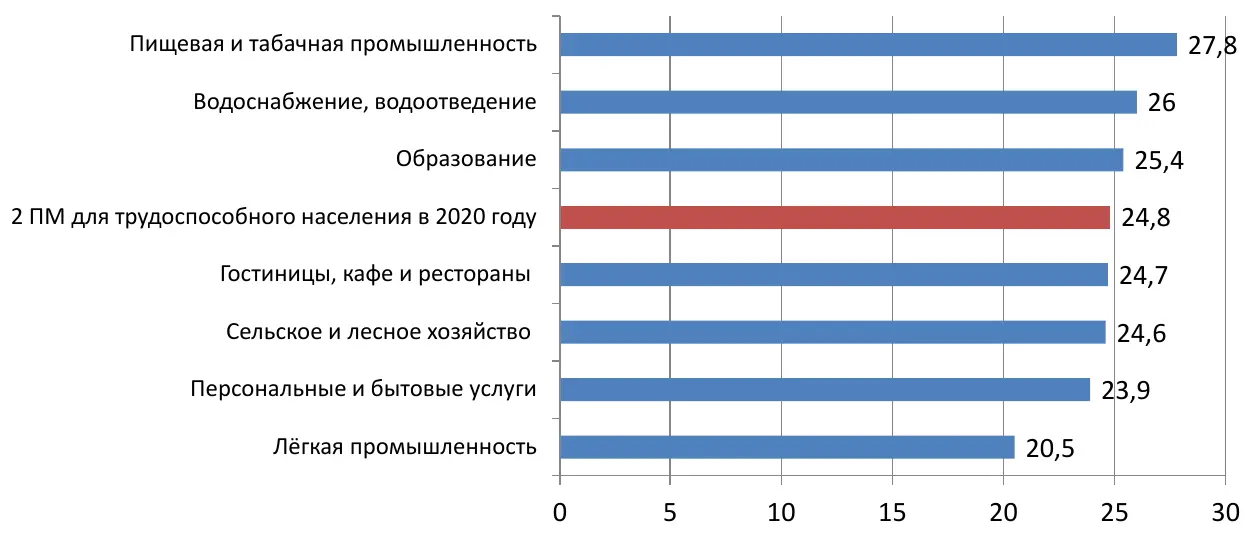 Пищевая и табачная промышленность 27,8
Водоснабжение, водоотведение 26
Образование 25,4
2 ПМ для трудоспособного населения в 2020 году 24,8
Гостиницы, кафе и рестораны 24,7
Сельское и лесное хозяйство 24,6
Персональные и бытовые услуги 23,9
Лёгкая промышленность 20,5
0 5 10 15 20 25 30